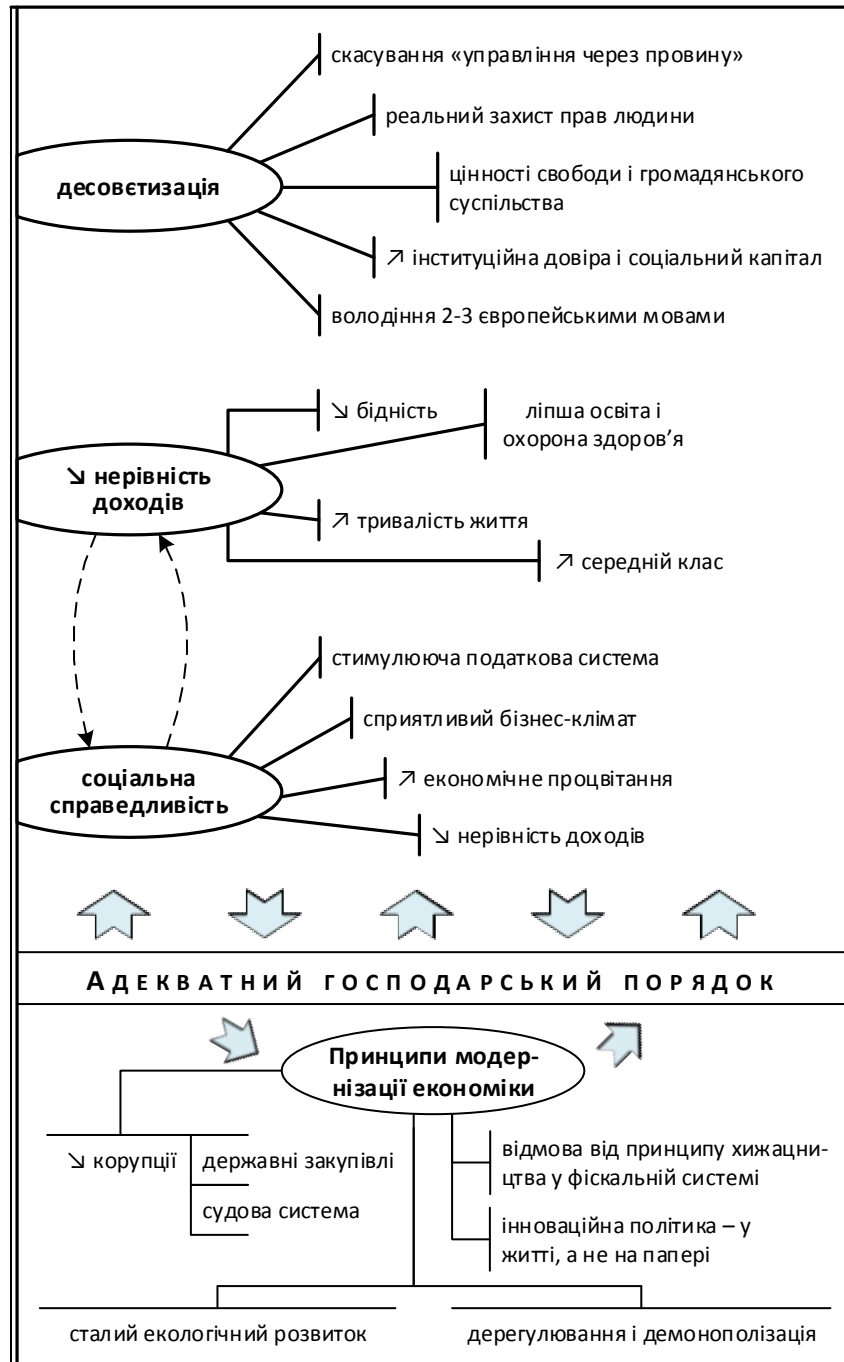 скасування «управління через провину»
реальний захист прав людини
десовєтизація
цінності свободи і громадянського
суспільства
↗ інституційна довіра і соціальний капітал
володіння 2-3 європейськими мовами
↘ бідність
ліпша освіта і
охорона здоров’я
↘ нерівність
доходів
↗ тривалість життя
↗ середній клас
стимулююча податкова система
сприятливий бізнес-клімат
соціальна
справедливість
↗ економічне процвітання
↘ нерівність доходів
АДЕКВАТНИЙ ГОСПОДАРСЬКИЙ ПОРЯДОК
Принципи модер-
нізації економіки
↘ корупції
державні закупівлі
судова система
відмова від принципу хижацни-
цтва у фіскальній системі
інноваційна політика – у
житті, а не на папері
сталий екологічний розвиток
дерегулювання і демонополізація